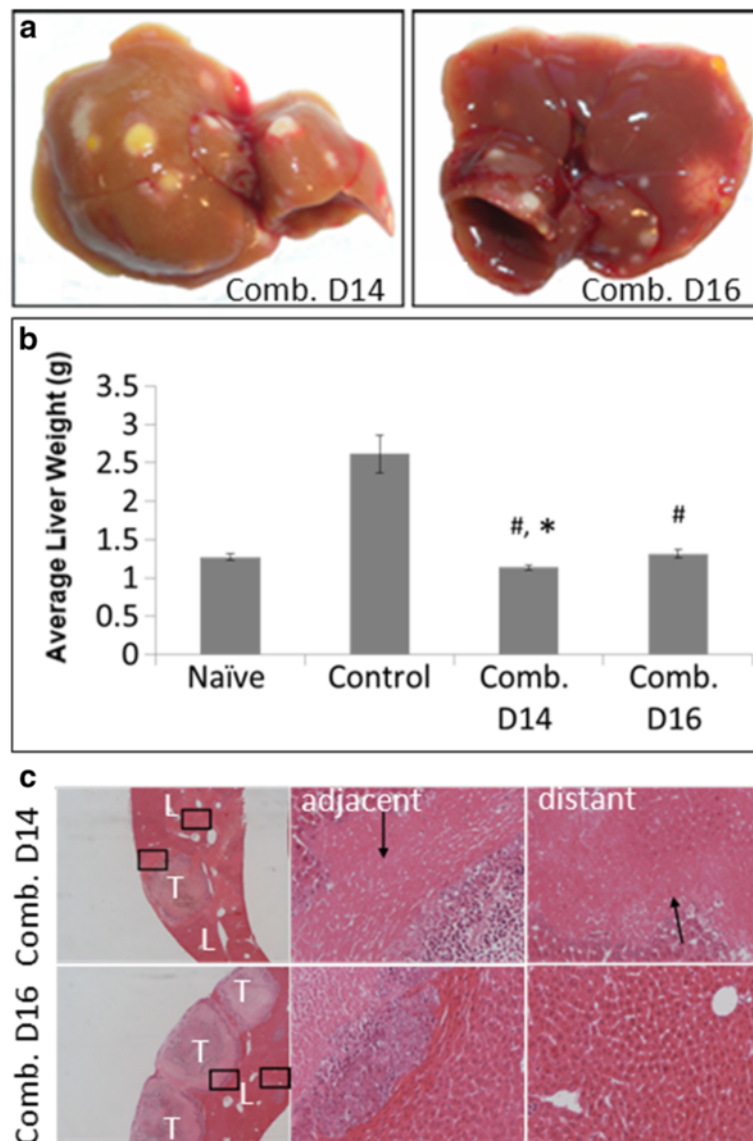 a
Comb. D14
Comb. D16
b
Average Liver Weight (g)
3.5
3
2.5
2
1.5
1
0.5
0
#, *
#
Naïve
Control
Comb. D14
Comb. D16
c
Comb. D14
L
T
L
adjacent
distant
Comb. D16
T
T
L
T